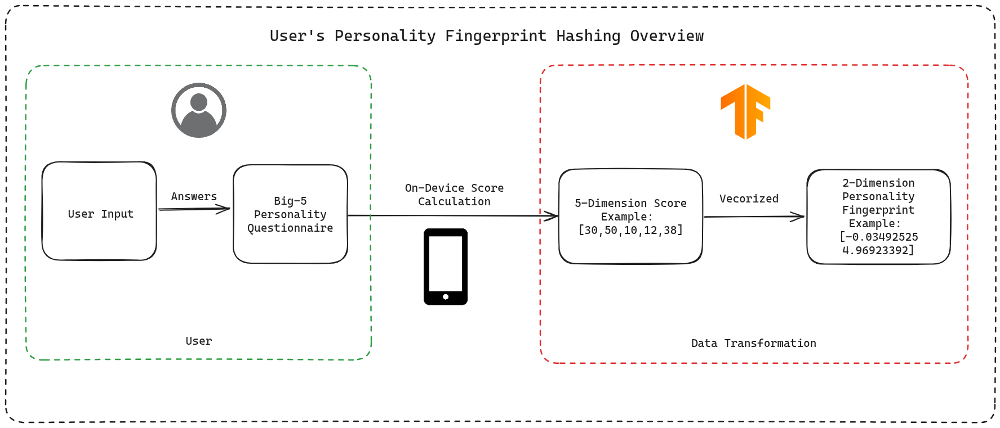 User's Personality Fingerprint Hashing Overview
User Input
Answers
Big-5
Personality
Questionnaire
User
On-Device Score
Calculation
5-Dimension Score
Example:
[30,50,10,12,38]
Vecorized
2-Dimension
Personality
Fingerprint
Example:
[-0.03492525
4.96923392]
Data Transformation